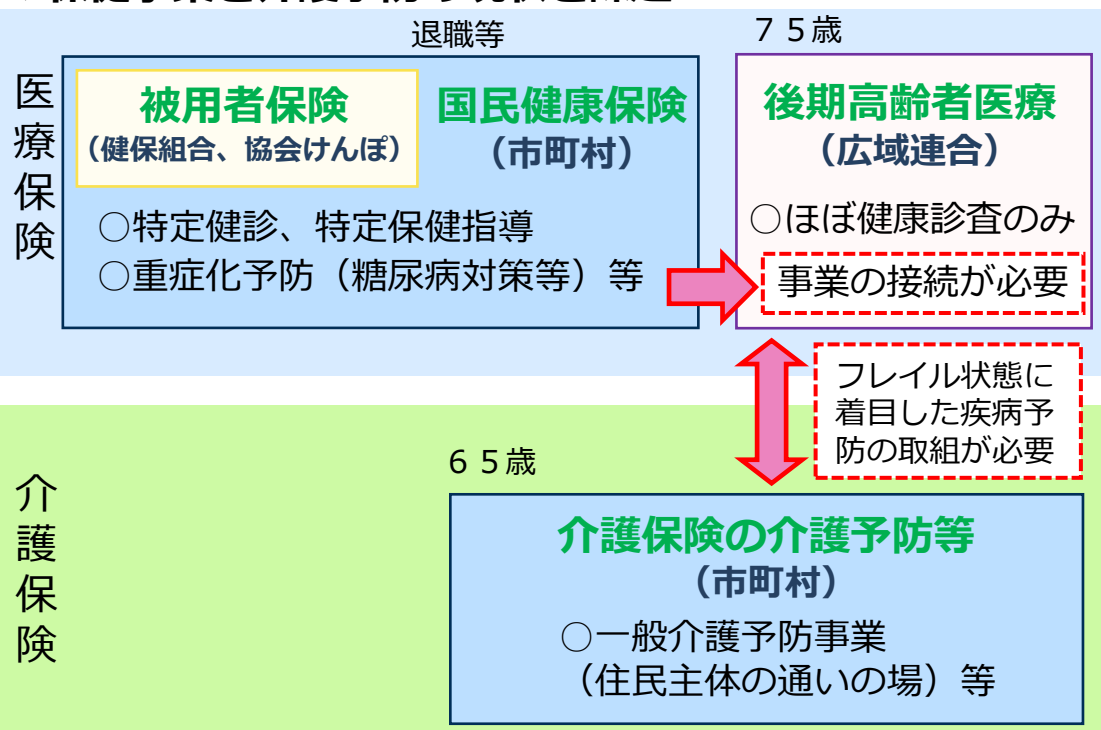 退職等
７５歳
医療保険
被用者保険
（健保組合、協会けんぽ）
国民健康保険
（市町村）
○特定健診、特定保健指導
○重症化予防（糖尿病対策等）等
後期高齢者医療
（広域連合）
○ほぼ健康診査のみ
事業の接続が必要
フレイル状態に
着目した疾病予
防の取組が必要
介護保険
６５歳
介護保険の介護予防等
（市町村）
○一般介護予防事業
（住民主体の通いの場）等